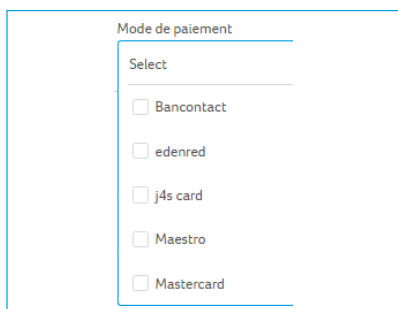 Mode de paiement
Select
Bancontact
edenred
j4s card
Maestro
Mastercard